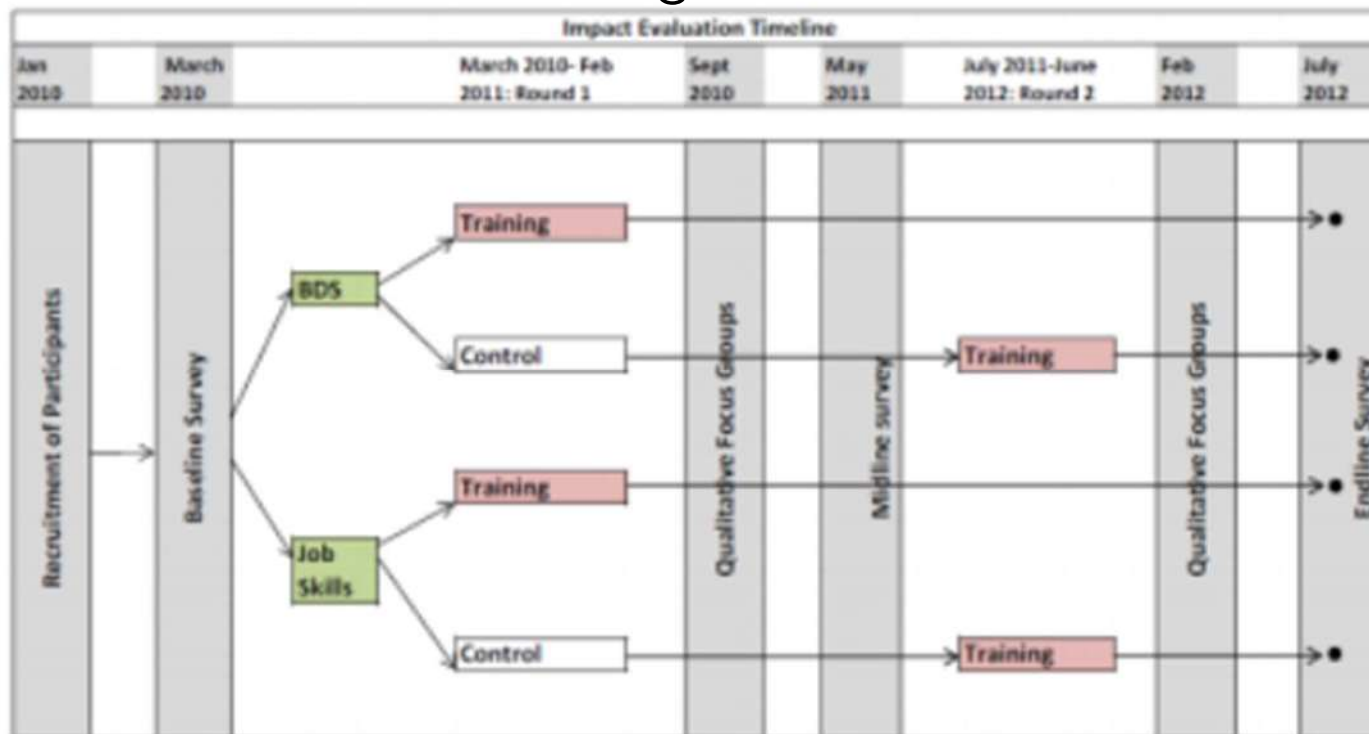 Impact Evaluation Timeline
Jan
2010
March
2010
March 2010- Feb
2011: Round 1
Sept
2010
May
2011
July 2011-June
2012: Round 2
Feb
2012
July
2012
Recruitment of Participants
Baseline Survey
BDS
Job
Skills
Training
Control
Training
Control
Qualitative Focus Groups
Midline survey
Training
Training
Qualitative Focus Groups
Endline Survey